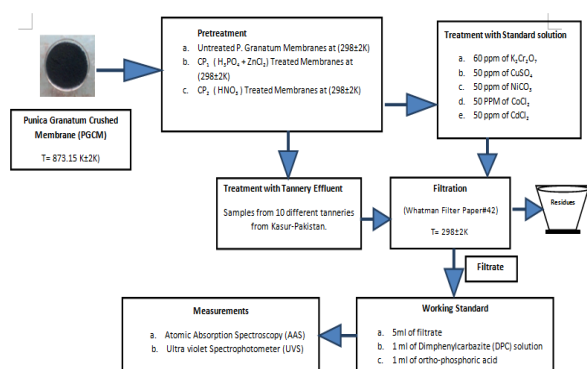 Pretreatment
a. Untreated P. Granatum Membranes at (298±2K)
b. CP₁ ( H₃PO₄ + ZnCl₂) Treated Membranes at
(298±2K)
c. CP₂ ( HNO₃ ) Treated Membranes at (298±2K)
Treatment with Standard solution
a. 60 ppm of K₂Cr₂O₇
b. 50 ppm of CuSO₄
c. 50 ppm of NiCO₃
d. 50 PPM of CoCl₂
e. 50 ppm of CdCl₂
Punica Granatum Crushed
Membrane (PGCM)
T= 873.15 K±2K)
Treatment with Tannery Effluent
Samples from 10 different tanneries
from Kasur-Pakistan.
Filtration
(Whatman Filter Paper#42)
T= 298±2K
Residues
Filtrate
Measurements
a. Atomic Absorption Spectroscopy (AAS)
b. Ultra violet Spectrophotometer (UVS)
Working Standard
a. 5ml of filtrate
b. 1 ml of Dimphenylcarbazite (DPC) solution
c. 1 ml of ortho-phosphoric acid